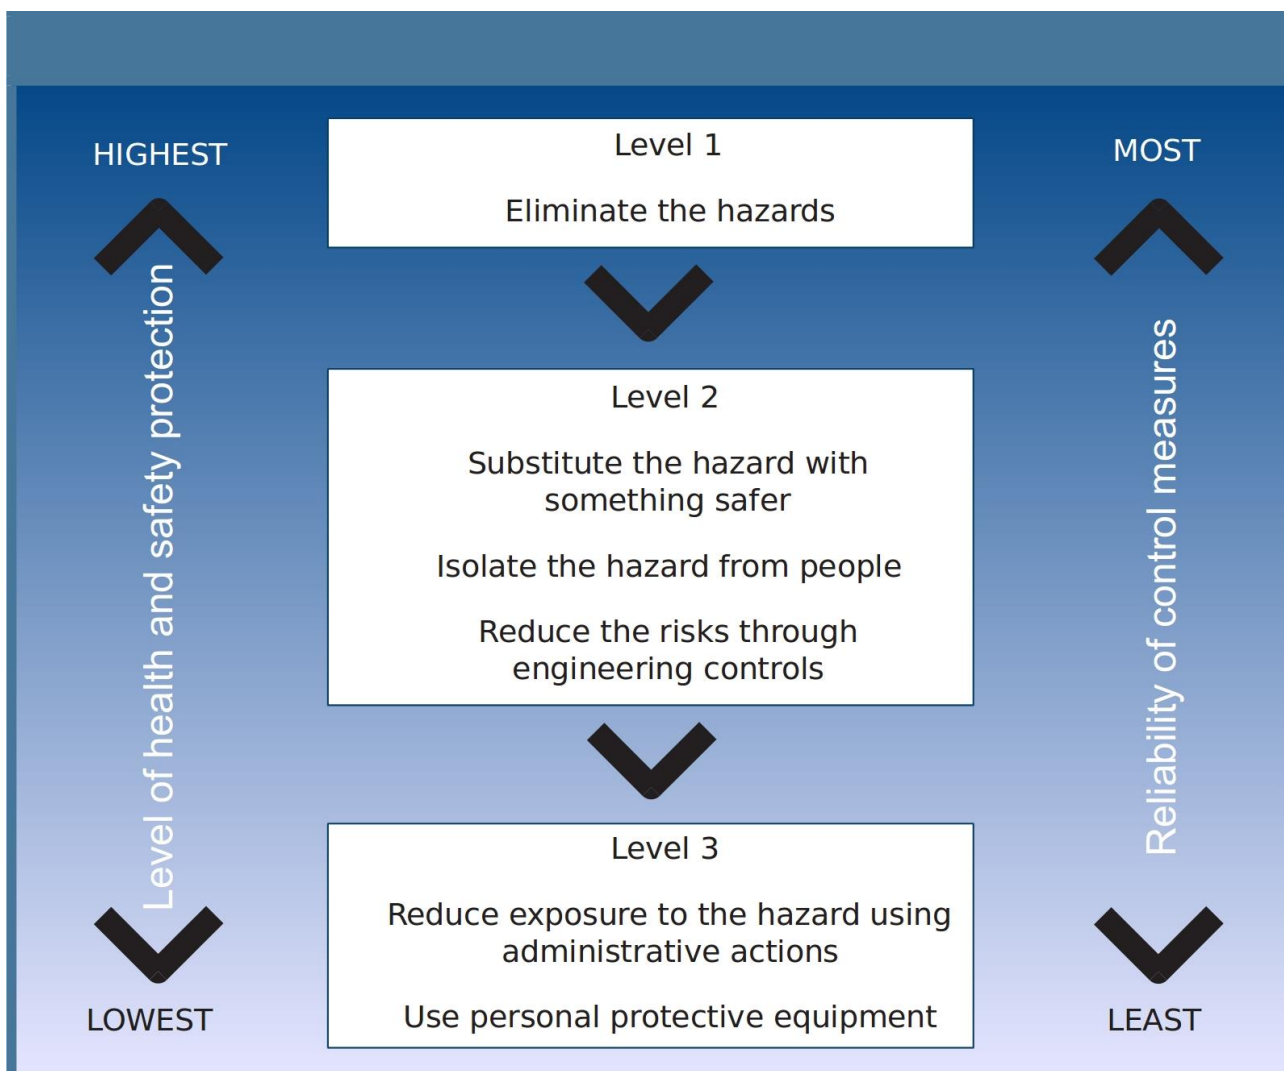 HIGHEST
Level of health and safety protection
LOWEST
Level 1
Eliminate the hazards
Level 2
Substitute the hazard with
something safer
Isolate the hazard from people
Reduce the risks through
engineering controls
Level 3
Reduce exposure to the hazard using
administrative actions
Use personal protective equipment
MOST
Reliability of control measures
LEAST